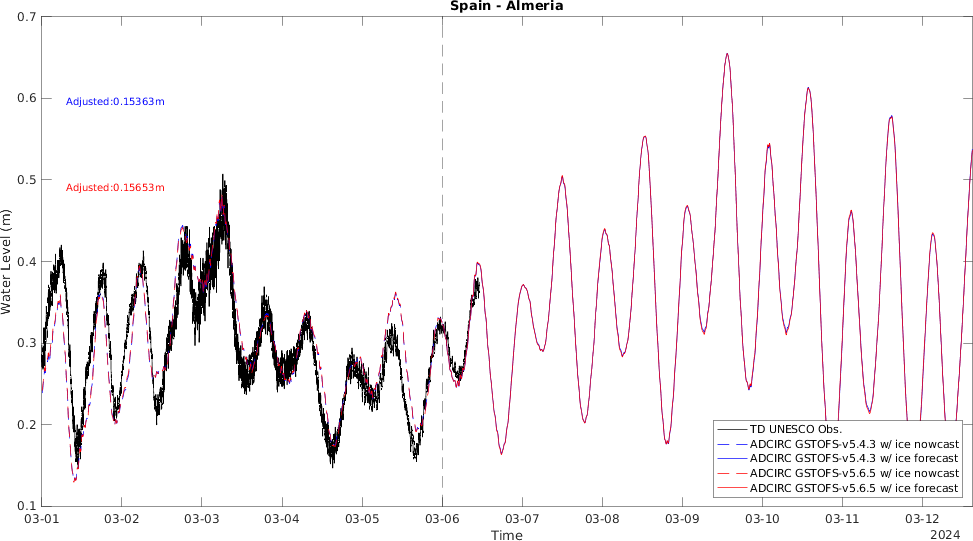 Spain - Almeria
0.7
0.6
0.5
0.4
0.3
0.2
0.1
Water Level (m)
Adjusted:0.15363m
Adjusted:0.15653m
TD UNESCO Obs.
ADCIRC GSTOFS-v5.4.3 w/ ice nowcast
ADCIRC GSTOFS-v5.4.3 w/ ice forecast
ADCIRC GSTOFS-v5.6.5 w/ ice nowcast
ADCIRC GSTOFS-v5.6.5 w/ ice forecast
03-01 03-02 03-03 03-04 03-05 03-06 03-07 03-08 03-09 03-10 03-11 03-12
Time
2024